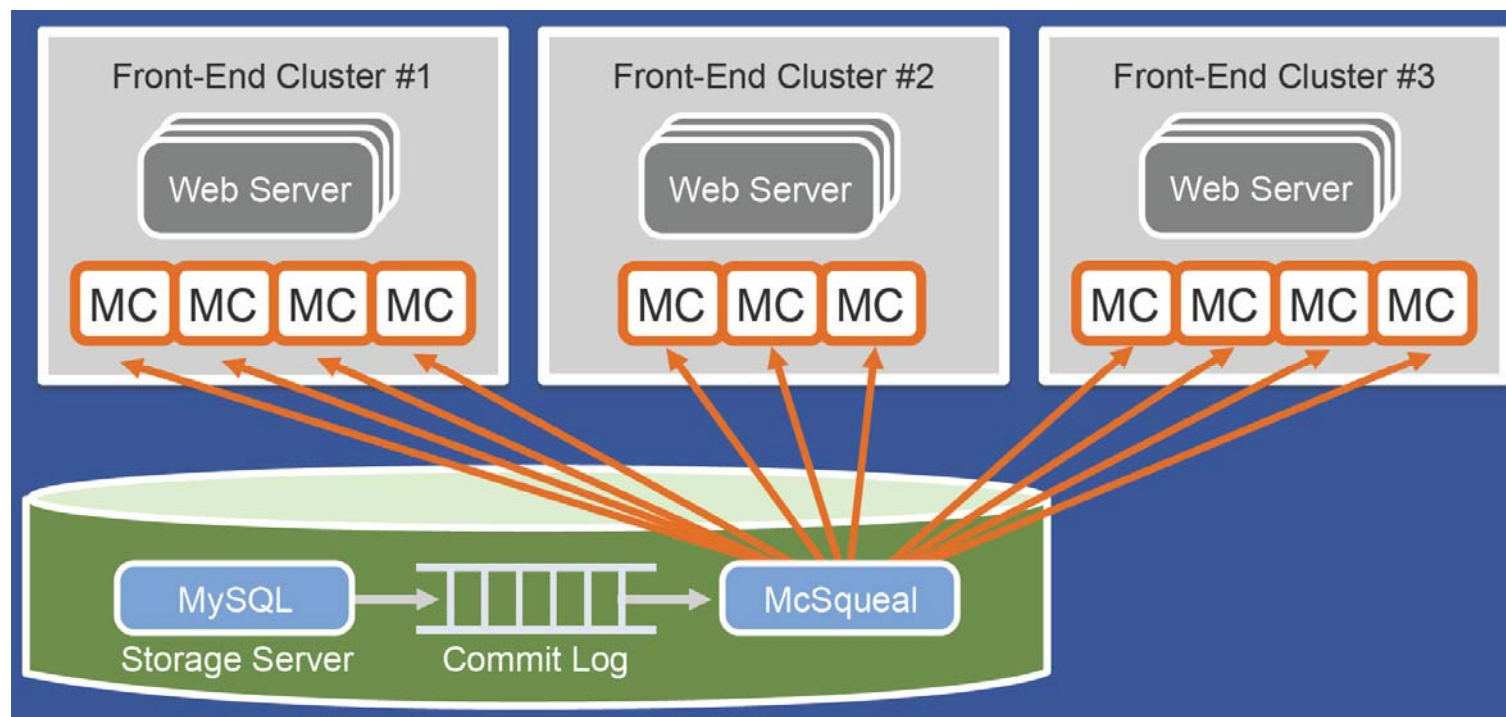 Front-End Cluster #1
Front-End Cluster #2
Front-End Cluster #3
Web Server
Web Server
Web Server
MC MC MC MC
MC MC MC
MC MC MC MC
MySQL
McSqueal
Storage Server
Commit Log